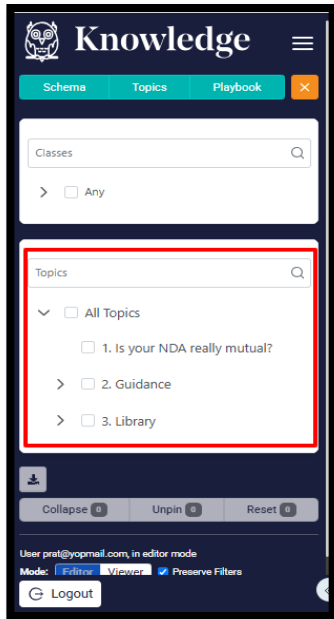 Knowledge
Schema Topics Playbook
Classes
Any
Topics
All Topics
1. Is your NDA really mutual?
2. Guidance
3. Library
Collapse 0 Unpin 0 Reset 0
User prat@yopmail.com, in editor mode
Mode: Editor Viewer Preserve Filters
Logout